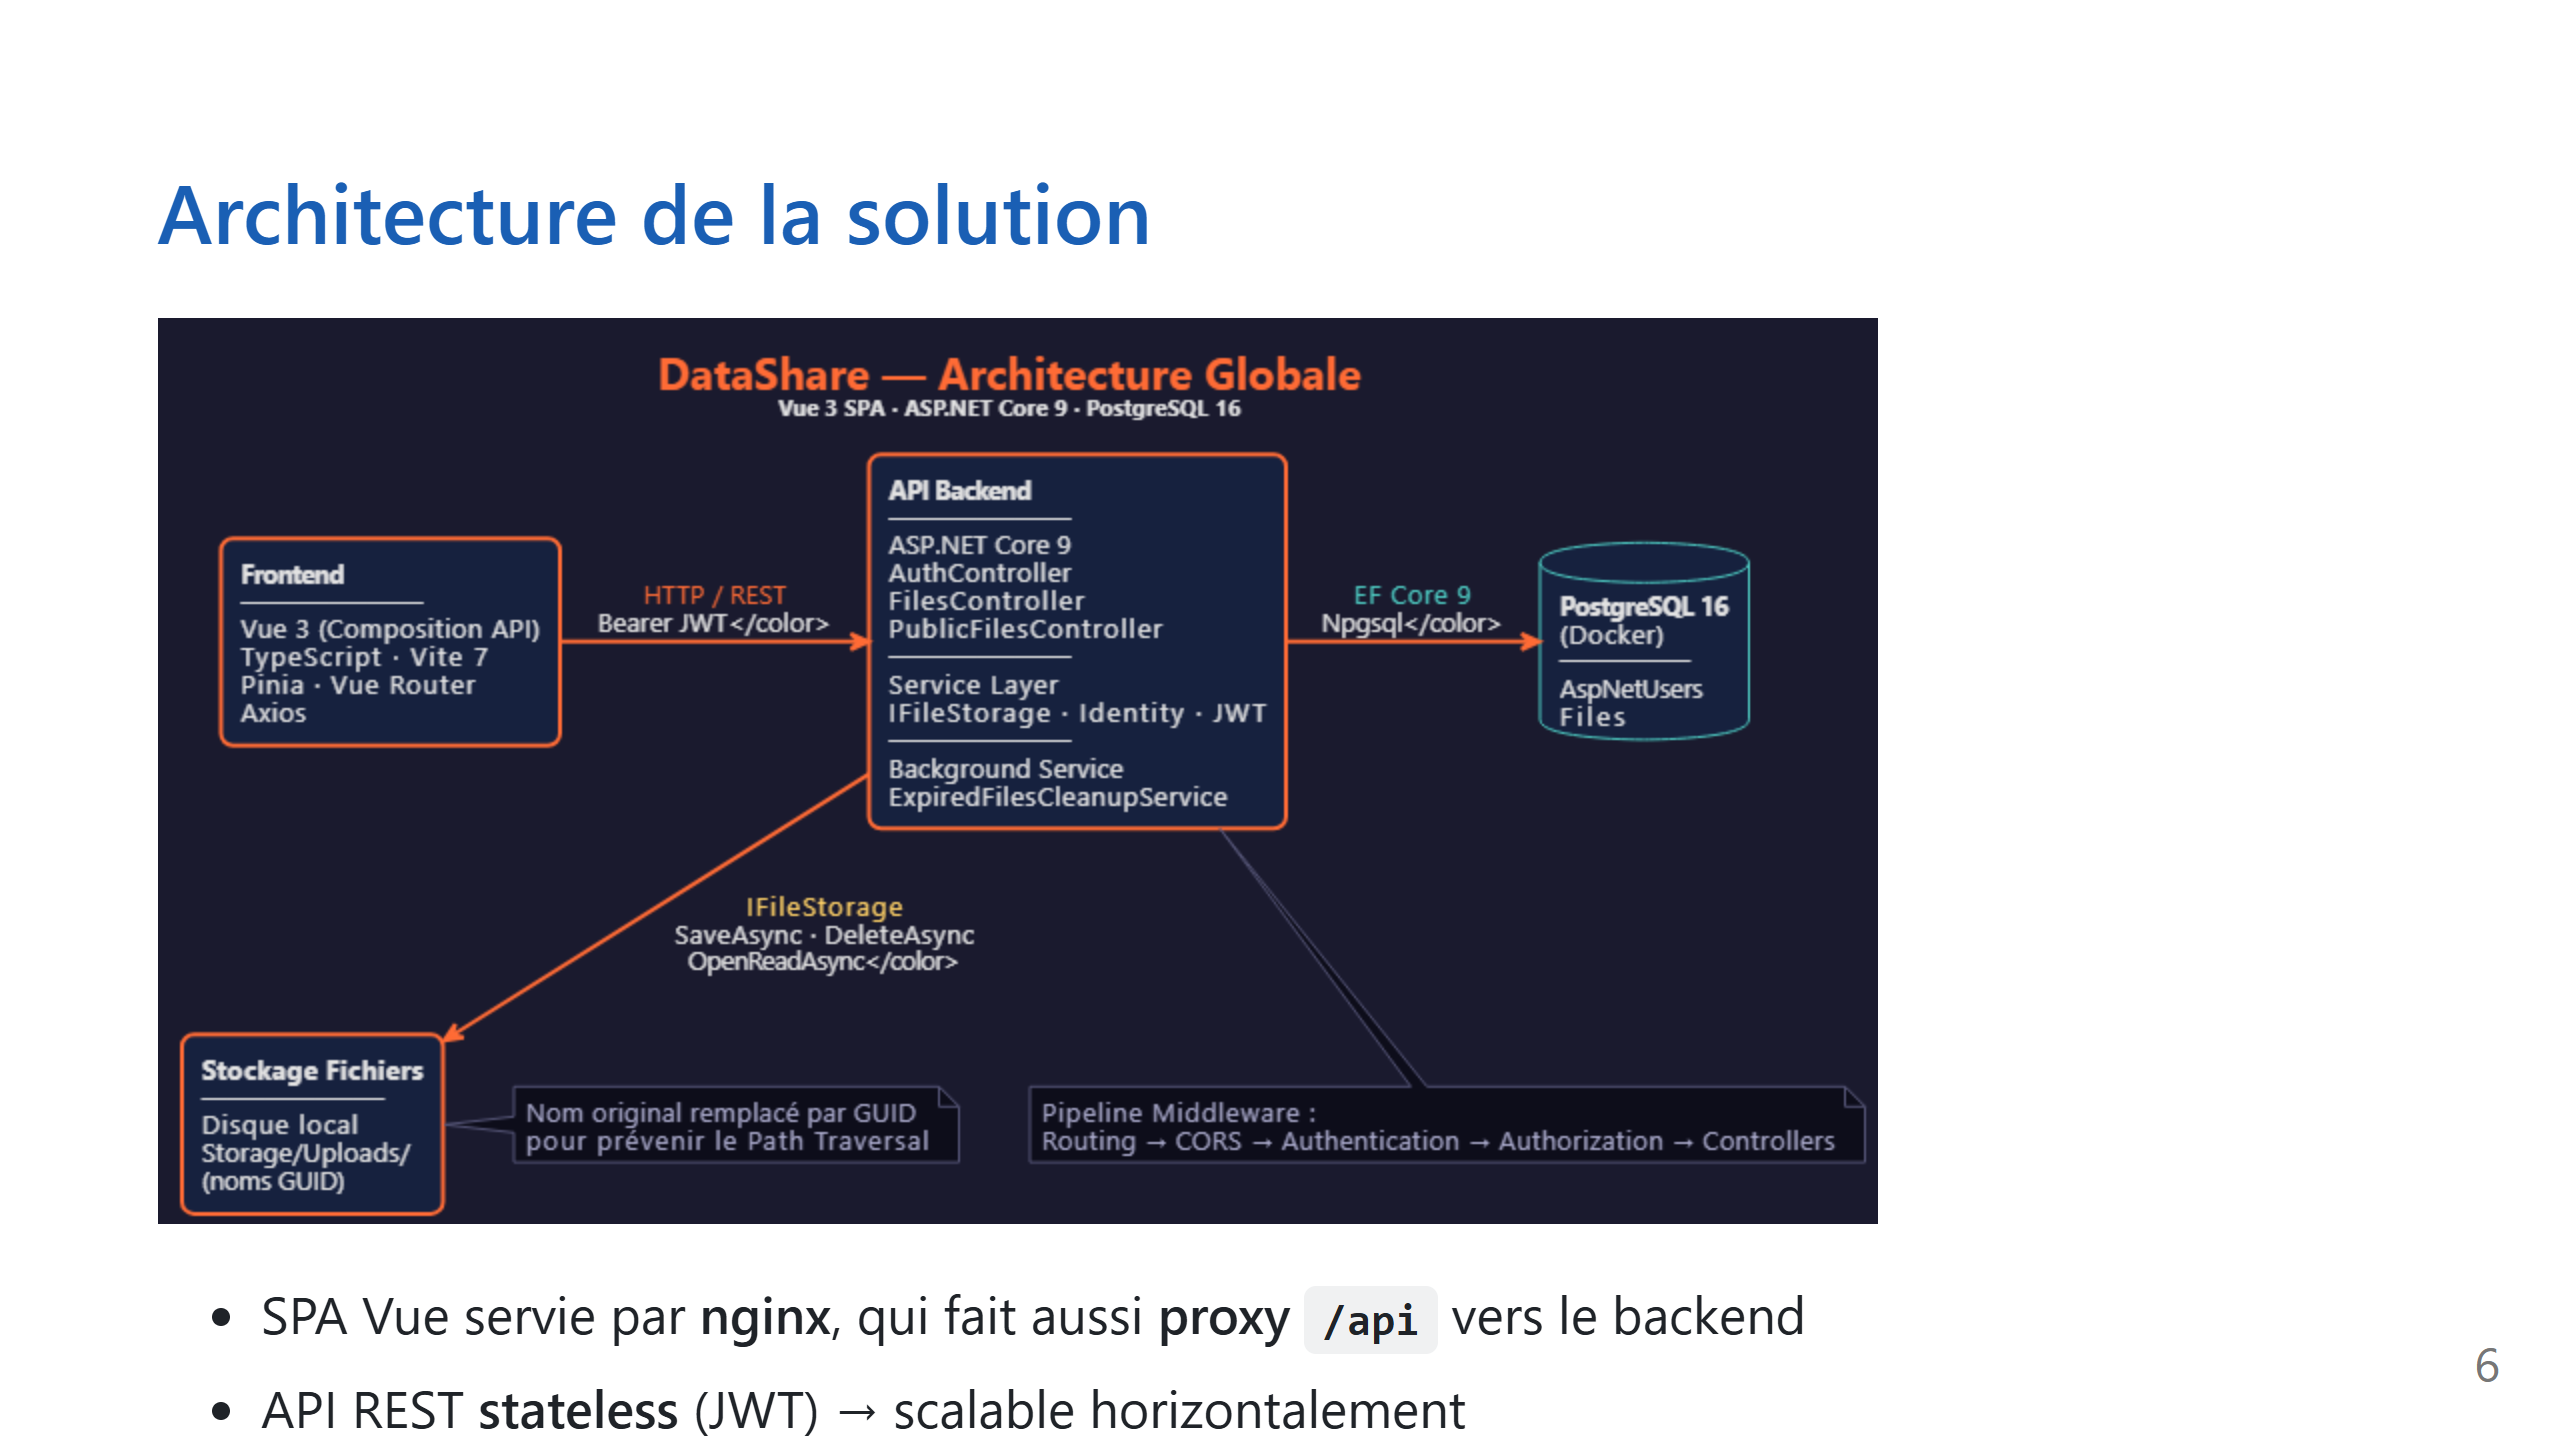 Architecture de la solution
DataShare — Architecture Globale
Vue 3 SPA · ASP.NET Core 9 · PostgreSQL 16
Frontend
Vue 3 (Composition API)
TypeScript · Vite 7
Pinia · Vue Router
Axios
HTTP / REST
Bearer JWT</color>
API Backend
ASP.NET Core 9
AuthController
FilesController
PublicFilesController
Service Layer
IFileStorage · Identity · JWT
Background Service
ExpiredFilesCleanupService
EF Core 9
Npgsql</color>
PostgreSQL 16
(Docker)
AspNetUsers
Files
IFileStorage
SaveAsync · DeleteAsync
OpenReadAsync</color>
Stockage Fichiers
Disque local
Storage/Uploads/
(noms GUID)
Nom original remplacé par GUID
pour prévenir le Path Traversal
Pipeline Middleware :
Routing → CORS → Authentication → Authorization → Controllers
• SPA Vue servie par nginx, qui fait aussi proxy /api vers le backend
• API REST stateless (JWT) → scalable horizontalement
6